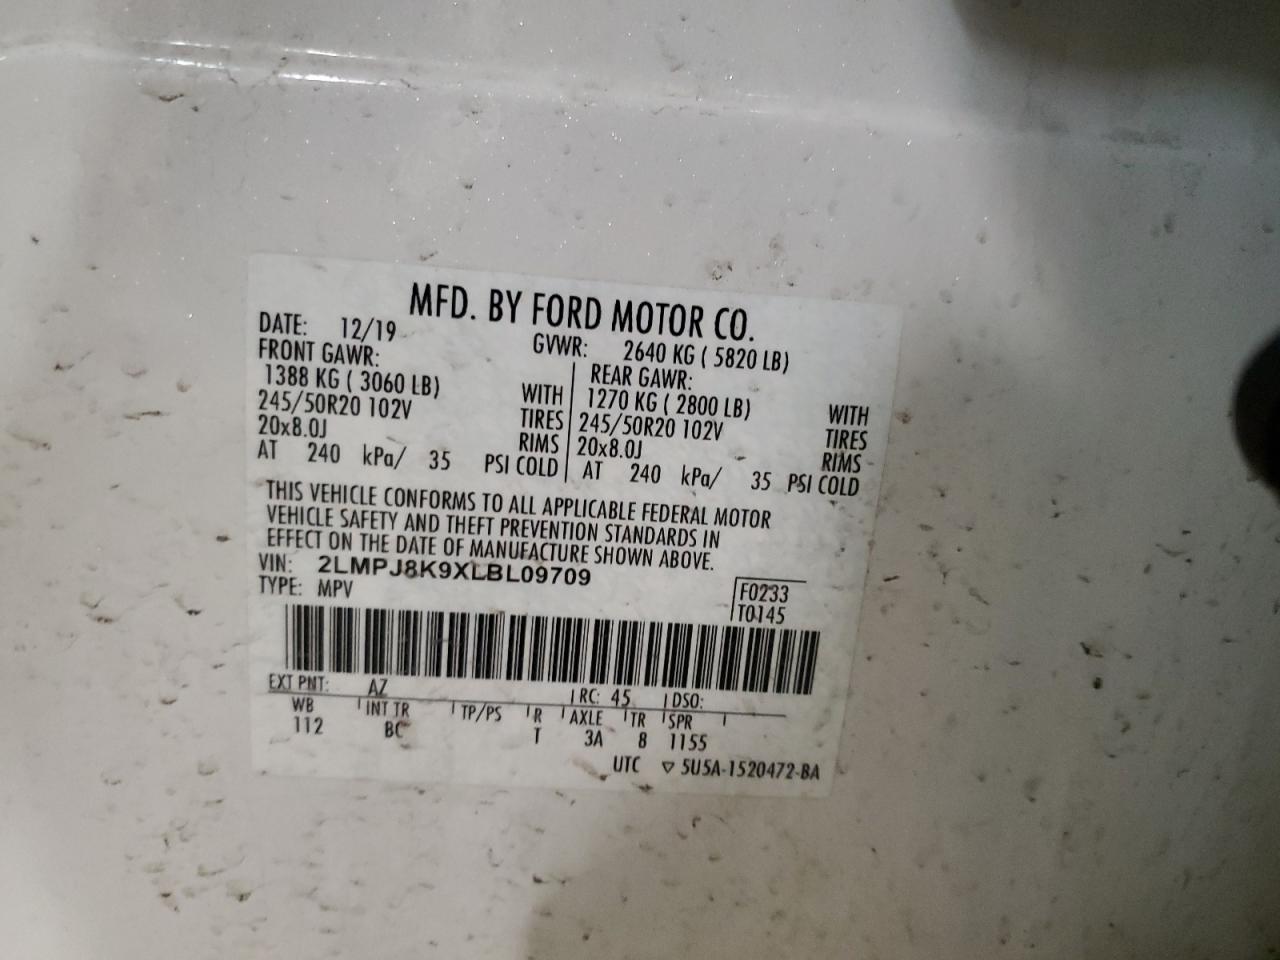 MFD. BY FORD MOTOR CO.
DATE: 12/19 GVWR: 2640 KG ( 5820 LB)
FRONT GAWR: REAR GAWR:
1388 KG ( 3060 LB) WITH 1270 KG ( 2800 LB) WITH
245/50R20 102V TIRES 245/50R20 102V TIRES
20x8.0J RIMS 20x8.0J RIMS
AT 240 kPa/ 35 PSI COLD AT 240 kPa/ 35 PSI COLD
THIS VEHICLE CONFORMS TO ALL APPLICABLE FEDERAL MOTOR
VEHICLE SAFETY AND THEFT PREVENTION STANDARDS IN
EFFECT ON THE DATE OF MANUFACTURE SHOWN ABOVE.
VIN: 2LMPJ8K9XLBL09709
TYPE: MPV F0233
T0145
EXT PNT: AZ RC: 45 DSO:
WB INT TR TP/PS R AXLE TR SPR
112 BC T 3A 8 1155
UTC ▽ 5U5A-1520472-BA